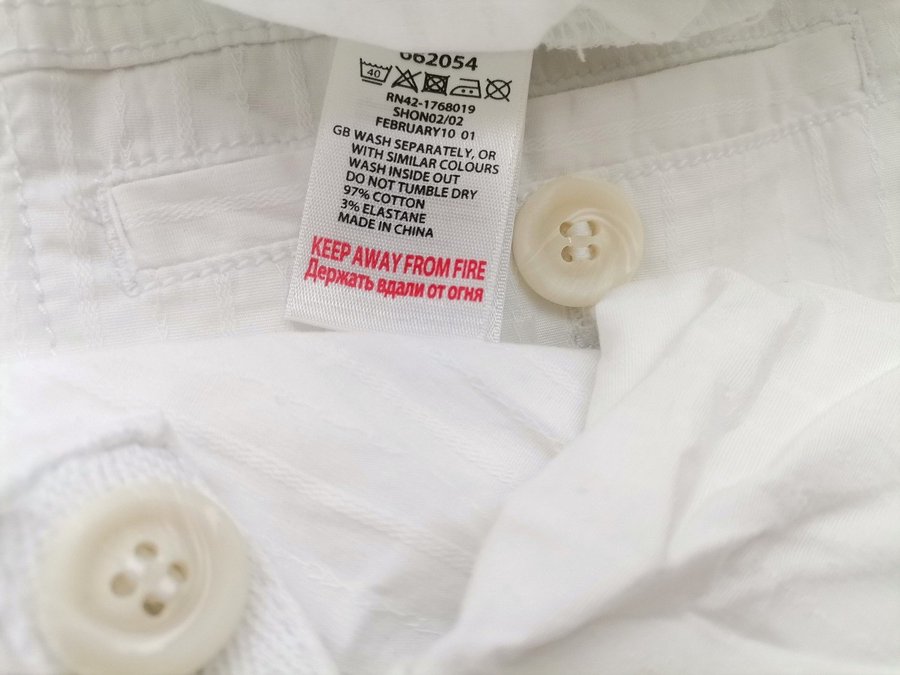 662054
40
RN42-1768019
SHON02/02
FEBRUARY10 01
GB WASH SEPARATELY, OR
WITH SIMILAR COLOURS
WASH INSIDE OUT
DO NOT TUMBLE DRY
97% COTTON
3% ELASTANE
MADE IN CHINA
KEEP AWAY FROM FIRE
Держать вдали от огня